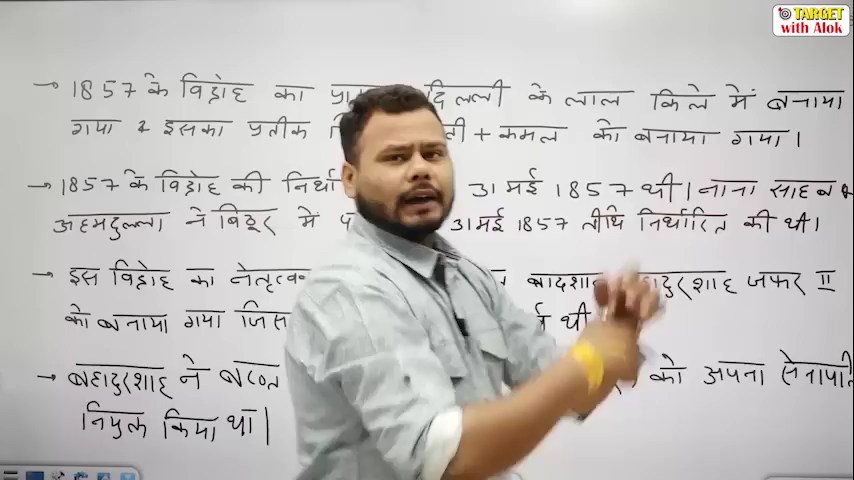 TARGET
with Alok
→ 1857 के विद्रोह का दिल्ली के लाल किले में बनाया
गया व इसका प्रतीक + कमल को बनाया गया।
→ 1857 के विद्रोह की 31 मई 1857 थी। नाना साहब व
अहमदुल्ला ने बिठूर में 31 मई 1857 तीथि निर्धारित की थी।
→ इस विद्रोह का बहादुरशाह जफर II
को बनाया गया थी
→ बहादुरशाह ने को अपना सेनापति
नियुक्त किया था।